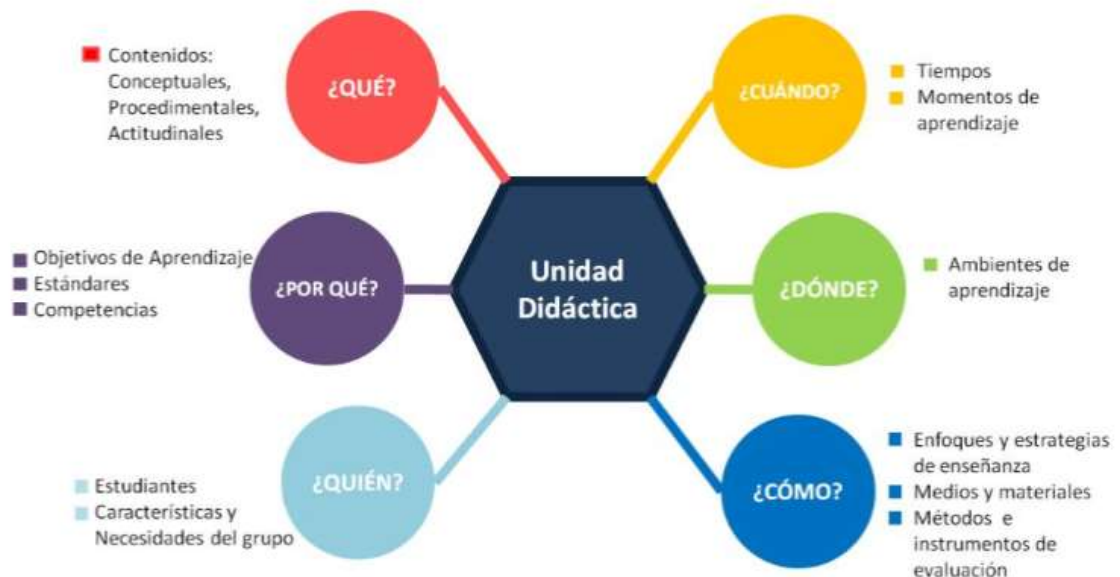 ¿QUÉ?
Contenidos:
Conceptuales,
Procedimentales,
Actitudinales
¿CUÁNDO?
Tiempos
Momentos de
aprendizaje
Unidad
Didáctica
¿POR QUÉ?
Objetivos de Aprendizaje
Estándares
Competencias
¿DÓNDE?
Ambientes de
aprendizaje
¿QUIÉN?
Estudiantes
Características y
Necesidades del grupo
¿CÓMO?
Enfoques y estrategias
de enseñanza
Medios y materiales
Métodos e
instrumentos de
evaluación